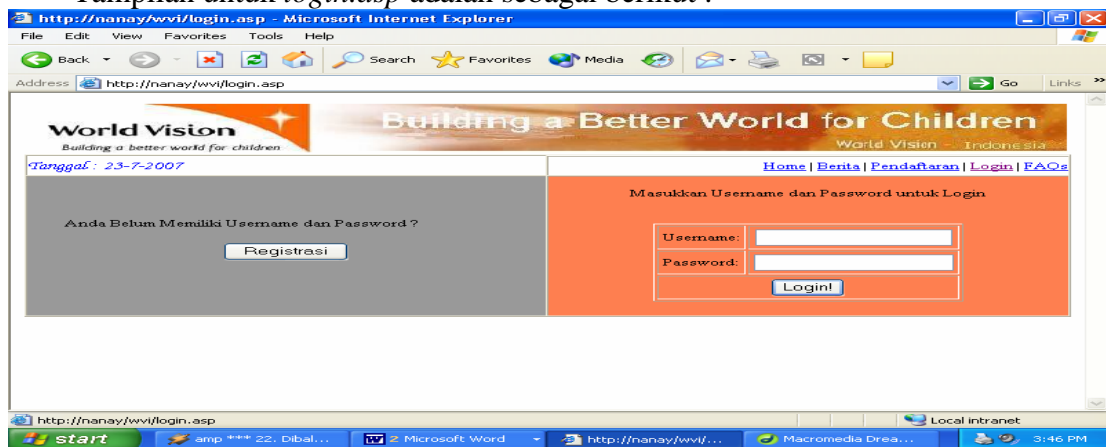 Tampilan untuk login.asp adalah sebagai berikut :
http://nanay/wvi/login.asp - Microsoft Internet Explorer
File Edit View Favorites Tools Help
Back Search Favorites Media
Address http://nanay/wvi/login.asp Go Links »
World Vision
Building a better world for children
Building a Better World for Children
World Vision - Indonesia
Tanggal : 23-7-2007
Home | Berita | Pendaftaran | Login | FAQs
Anda Belum Memiliki Username dan Password ?
Registrasi
Masukkan Username dan Password untuk Login
Username:
Password:
Login!
http://nanay/wvi/login.asp Local intranet
start amp *** 22. Dibal... 2 Microsoft Word http://nanay/wvi/... Macromedia Drea... 3:46 PM